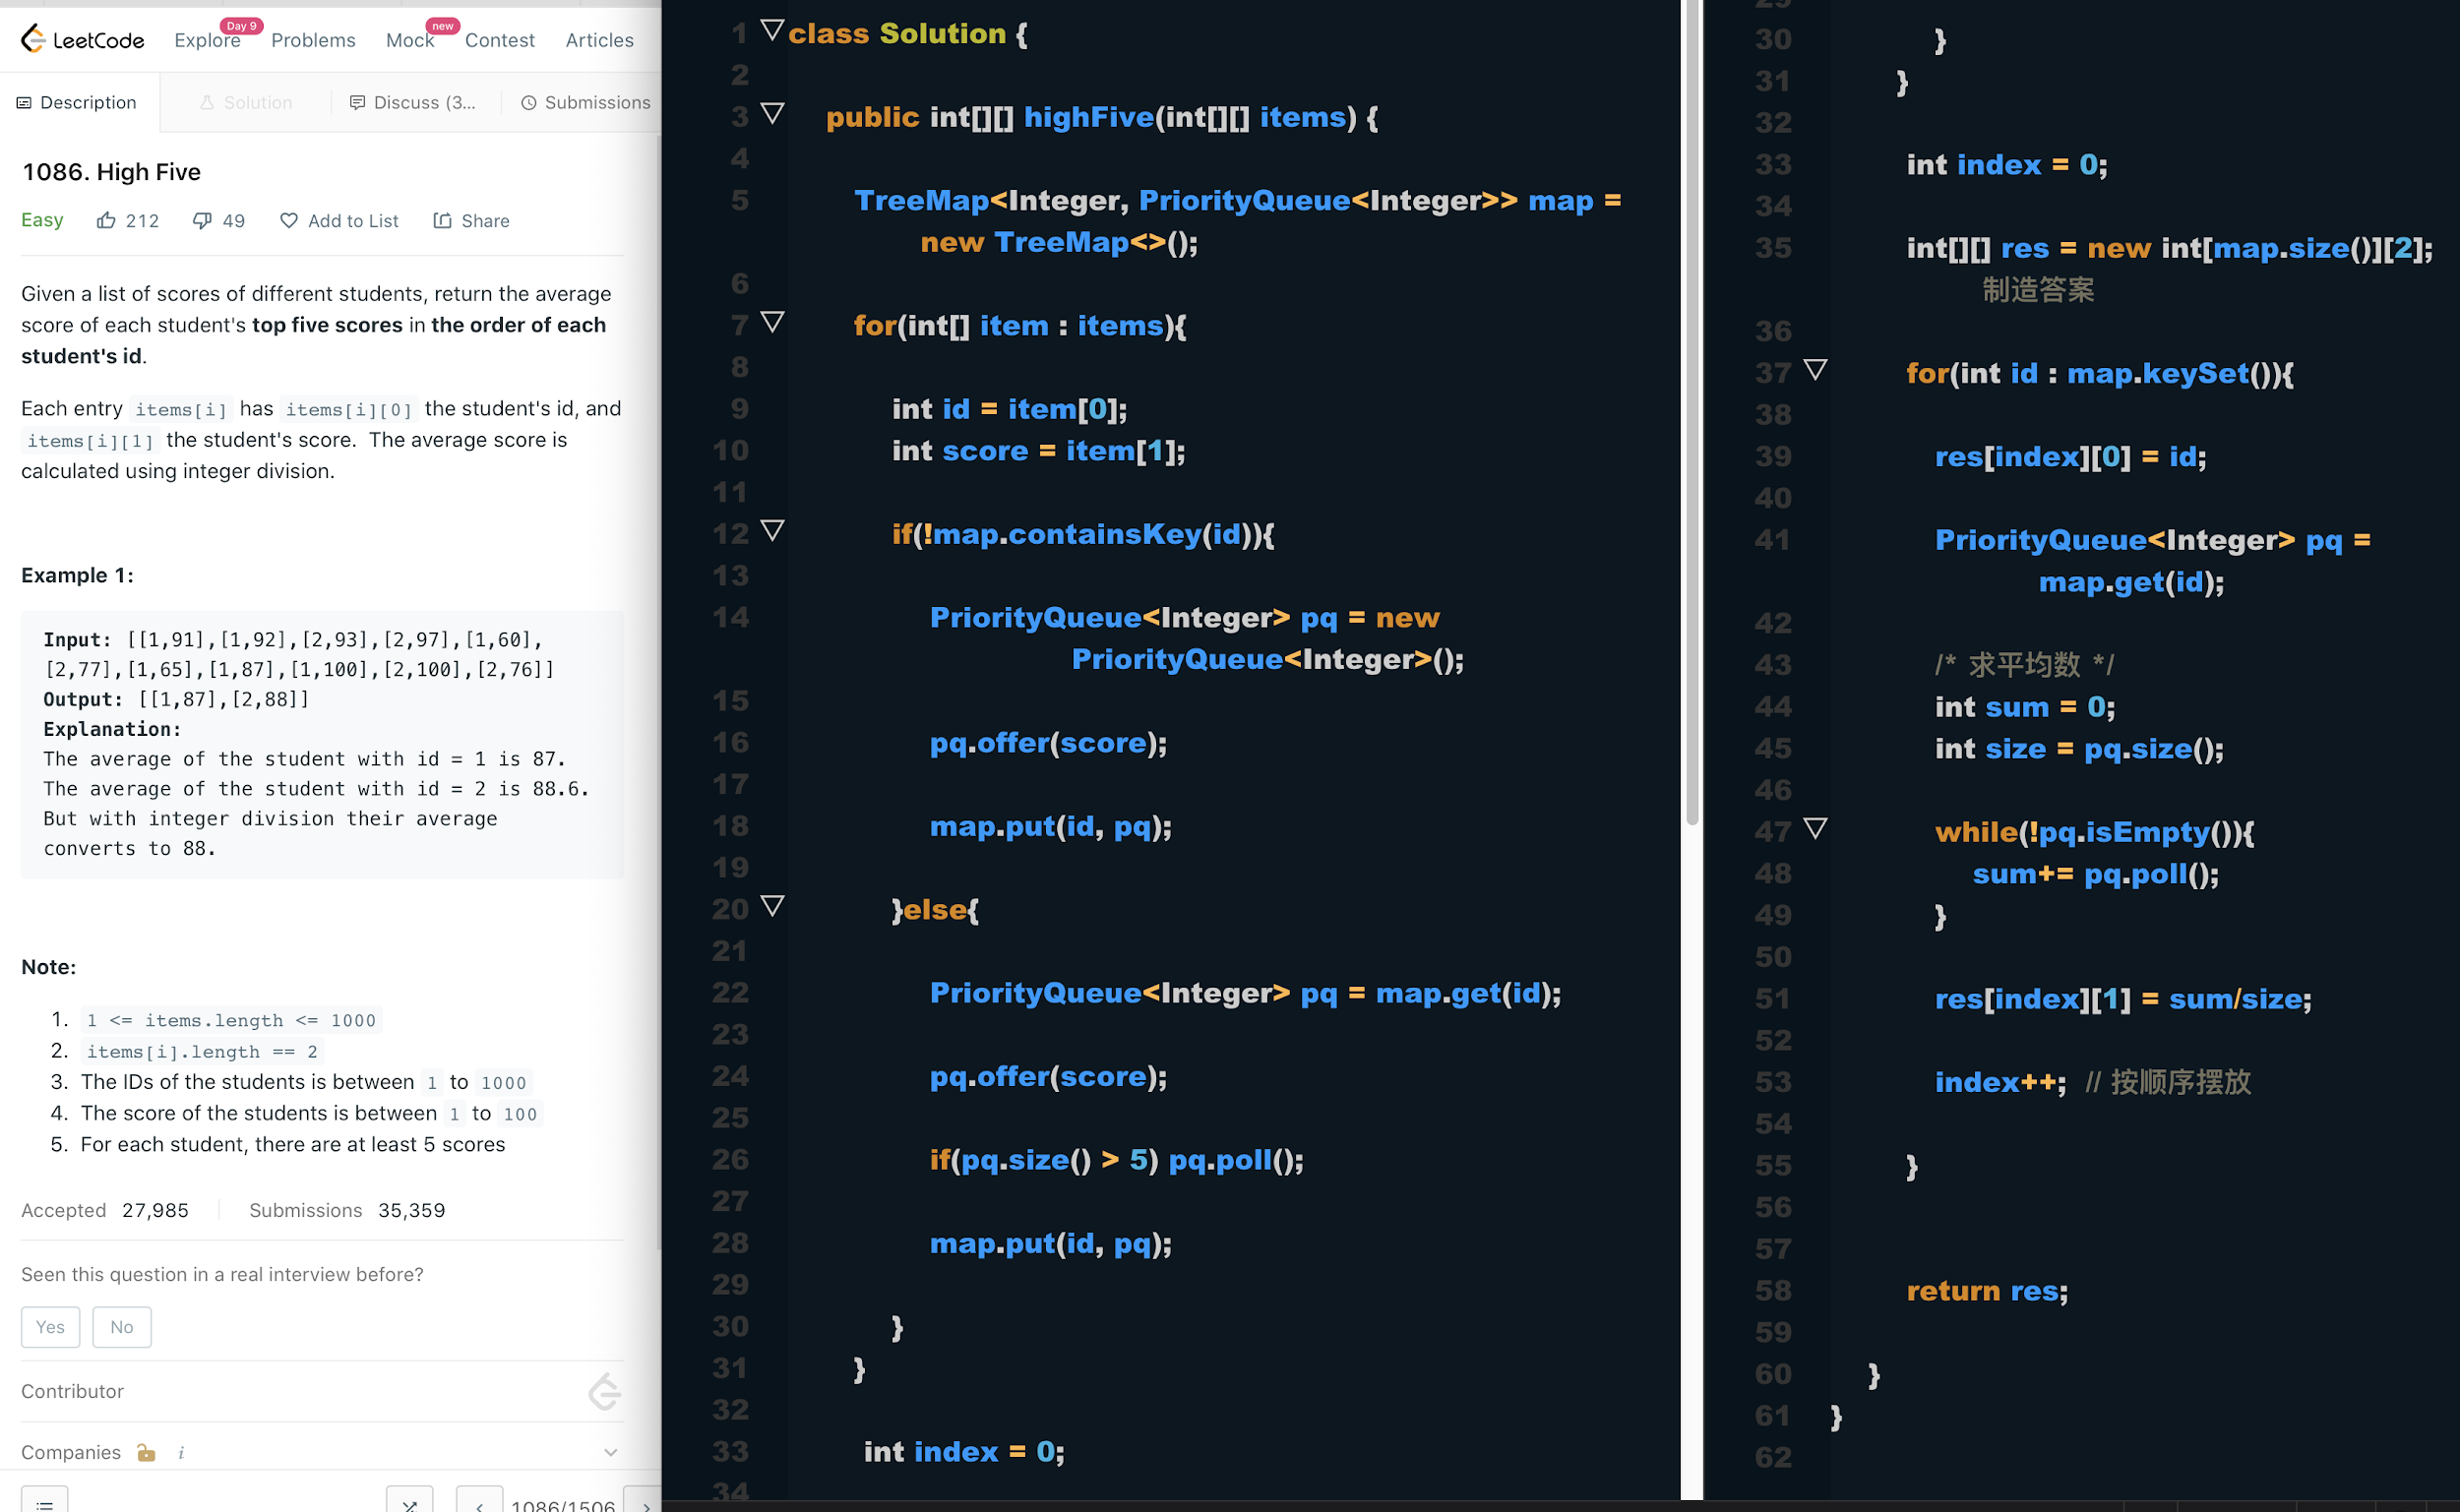 LeetCode Explore Day 9 Problems Mock new Contest Articles
Description Solution Discuss (3... Submissions
1086. High Five
Easy 212 49 Add to List Share
Given a list of scores of different students, return the average
score of each student's top five scores in the order of each
student's id.
Each entry items[i] has items[i][0] the student's id, and
items[i][1] the student's score.  The average score is
calculated using integer division.
Example 1:
Input: [[1,91],[1,92],[2,93],[2,97],[1,60],
[2,77],[1,65],[1,87],[1,100],[2,100],[2,76]]
Output: [[1,87],[2,88]]
Explanation:
The average of the student with id = 1 is 87.
The average of the student with id = 2 is 88.6.
But with integer division their average
converts to 88.
Note:
1. 1 <= items.length <= 1000
2. items[i].length == 2
3. The IDs of the students is between 1 to 1000
4. The score of the students is between 1 to 100
5. For each student, there are at least 5 scores
Accepted 27,985 Submissions 35,359
Seen this question in a real interview before?
Yes No
Contributor
Companies i
1086/1506
1 class Solution {
2
3 public int[][] highFive(int[][] items) {
4
5 TreeMap<Integer, PriorityQueue<Integer>> map =
new TreeMap<>();
6
7 for(int[] item : items){
8
9 int id = item[0];
10 int score = item[1];
11
12 if(!map.containsKey(id)){
13
14 PriorityQueue<Integer> pq = new
PriorityQueue<Integer>();
15
16 pq.offer(score);
17
18 map.put(id, pq);
19
20 }else{
21
22 PriorityQueue<Integer> pq = map.get(id);
23
24 pq.offer(score);
25
26 if(pq.size() > 5) pq.poll();
27
28 map.put(id, pq);
29
30 }
31 }
32
33 int index = 0;
34
29
30 }
31 }
32
33 int index = 0;
34
35 int[][] res = new int[map.size()][2];
制造答案
36
37 for(int id : map.keySet()){
38
39 res[index][0] = id;
40
41 PriorityQueue<Integer> pq =
map.get(id);
42
43 /* 求平均数 */
44 int sum = 0;
45 int size = pq.size();
46
47 while(!pq.isEmpty()){
48 sum+= pq.poll();
49 }
50
51 res[index][1] = sum/size;
52
53 index++; // 按顺序摆放
54
55 }
56
57
58 return res;
59
60 }
61 }
62